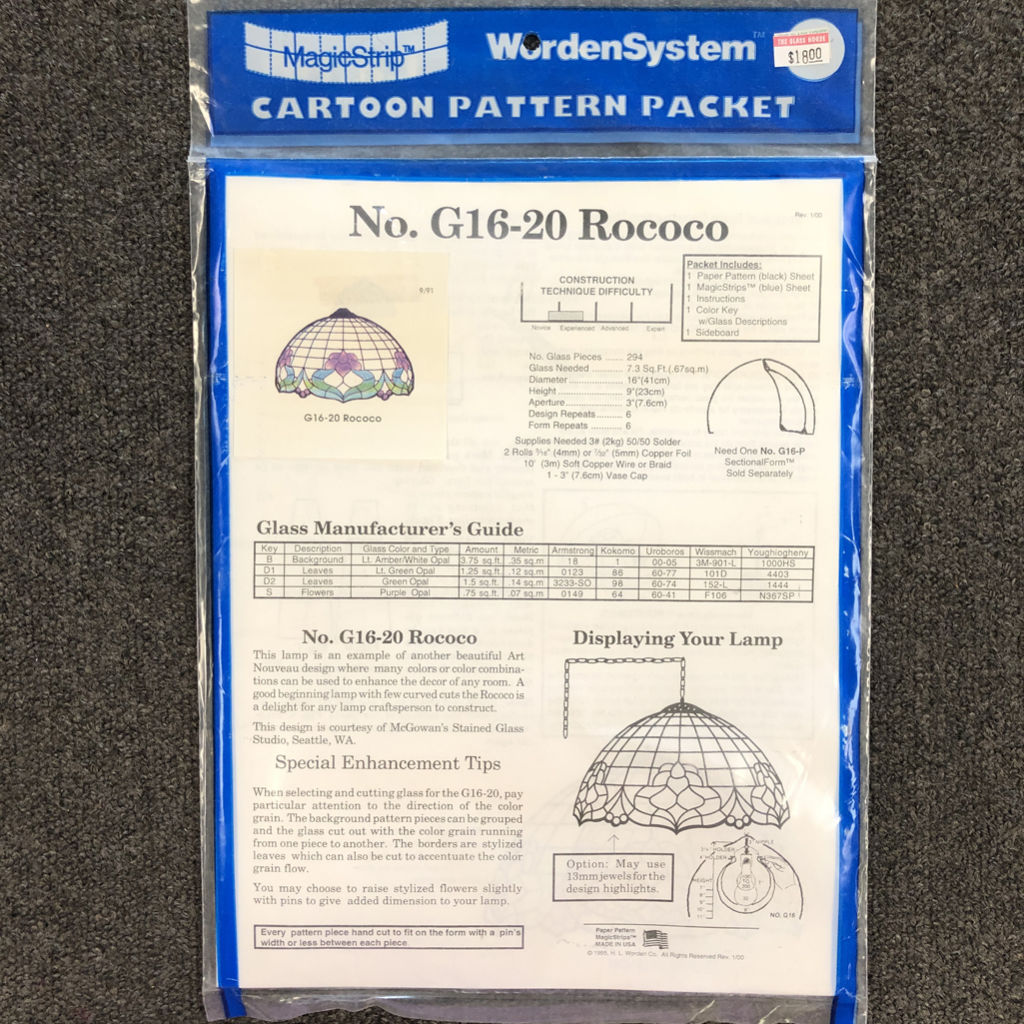 MagicStrip™
WordenSystem™
THE GLASS HOUSE
$18.00
CARTOON PATTERN PACKET
No. G16-20 Rococo
Rev. 1/00
9/91
G16-20 Rococo
CONSTRUCTION
TECHNIQUE DIFFICULTY
Novice Experienced Advanced Expert
Packet Includes:
1 Paper Pattern (black) Sheet
1 MagicStrips™ (blue) Sheet
1 Instructions
1 Color Key
w/Glass Descriptions
1 Sideboard
No. Glass Pieces ...... 294
Glass Needed .......... 7.3 Sq.Ft.(.67sq.m)
Diameter ................... 16"(41cm)
Height ....................... 9"(23cm)
Aperture.................... 3"(7.6cm)
Design Repeats......... 6
Form Repeats ........... 6
Supplies Needed 3# (2kg) 50/50 Solder
2 Rolls 3/16" (4mm) or 7/32" (5mm) Copper Foil
10' (3m) Soft Copper Wire or Braid
1 - 3" (7.6cm) Vase Cap
Need One No. G16-P
SectionalForm™
Sold Separately
Glass Manufacturer's Guide
Key Description Glass Color and Type Amount Metric Armstrong Kokomo Uroboros Wissmach Youghiogheny
B Background Lt. Amber/White Opal 3.75 sq.ft. .35 sq.m 18 1 00-05 3M-901-L 1000HS
D1 Leaves Lt. Green Opal 1.25 sq.ft. .12 sq.m 0123 86 60-77 101D 4403
D2 Leaves Green Opal 1.5 sq.ft. .14 sq.m 3233-SO 98 60-74 152-L 1444
S Flowers Purple Opal .75 sq.ft. .07 sq.m 0149 64 60-41 F106 N367SP
No. G16-20 Rococo
This lamp is an example of another beautiful Art
Nouveau design where many colors or color combina-
tions can be used to enhance the decor of any room. A
good beginning lamp with few curved cuts the Rococo is
a delight for any lamp craftsperson to construct.
This design is courtesy of McGowan's Stained Glass
Studio, Seattle, WA.
Special Enhancement Tips
When selecting and cutting glass for the G16-20, pay
particular attention to the direction of the color
grain. The background pattern pieces can be grouped
and the glass cut out with the color grain running
from one piece to another. The borders are stylized
leaves which can also be cut to accentuate the color
grain flow.
You may choose to raise stylized flowers slightly
with pins to give added dimension to your lamp.
Every pattern piece hand cut to fit on the form with a pin's
width or less between each piece.
Displaying Your Lamp
Option: May use
13mm jewels for the
design highlights.
NIPPLE
HOLDER
4" HOLDER
HEIGHT
NO. G16
Paper Pattern
MagicStrips™
MADE IN USA
© 1995, H. L. Worden Co. All Rights Reserved Rev. 1/00